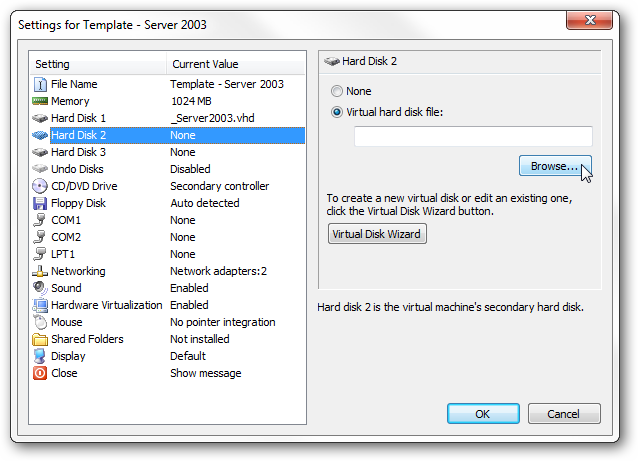 Settings for Template - Server 2003
Setting Current Value
File Name Template - Server 2003
Memory 1024 MB
Hard Disk 1 _Server2003.vhd
Hard Disk 2 None
Hard Disk 3 None
Undo Disks Disabled
CD/DVD Drive Secondary controller
Floppy Disk Auto detected
COM1 None
COM2 None
LPT1 None
Networking Network adapters:2
Sound Enabled
Hardware Virtualization Enabled
Mouse No pointer integration
Shared Folders Not installed
Display Default
Close Show message
Hard Disk 2
None
Virtual hard disk file:
Browse...
To create a new virtual disk or edit an existing one,
click the Virtual Disk Wizard button.
Virtual Disk Wizard
Hard disk 2 is the virtual machine's secondary hard disk.
OK Cancel